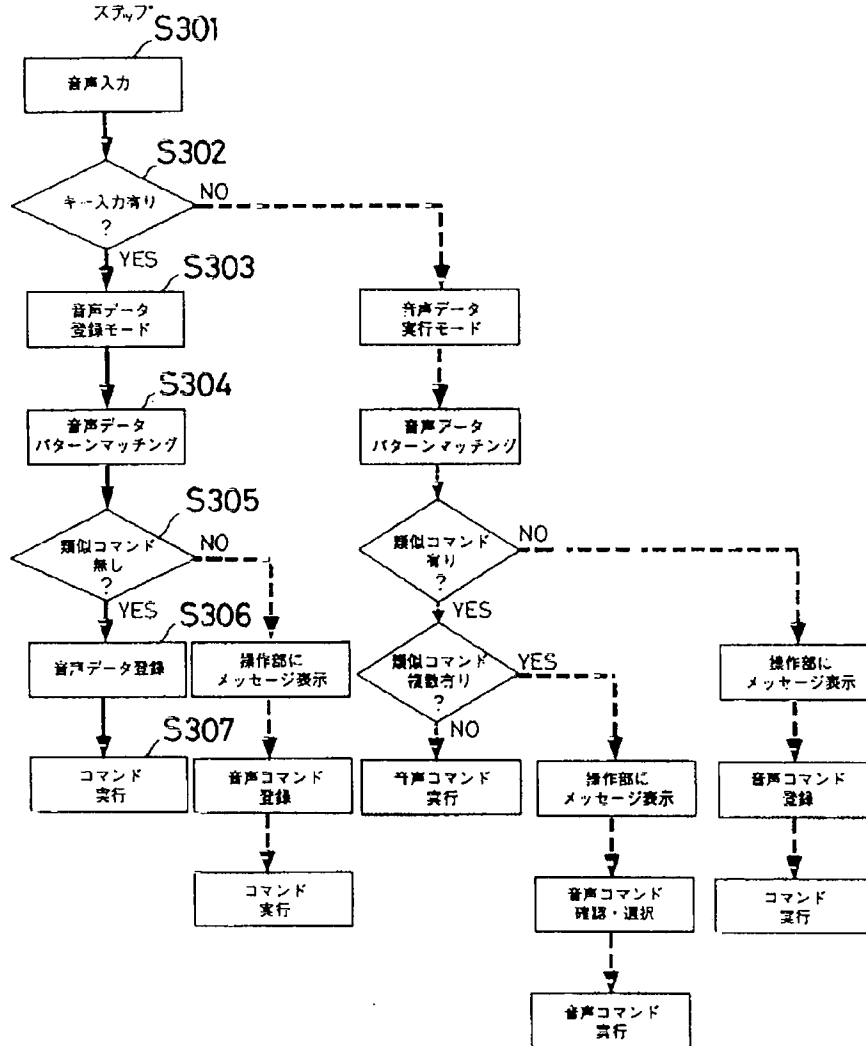 ステップ
S301
音声入力
S302
キー入力有り
?
NO
YES
S303
音声データ
登録モード
音声データ
実行モード
S304
音声データ
パターンマッチング
音声データ
パターンマッチング
S305
類似コマンド
無し
?
NO
YES
類似コマンド
有り
?
NO
YES
S306
音声データ登録
操作部に
メッセージ表示
類似コマンド
複数有り
?
YES
NO
操作部に
メッセージ表示
S307
コマンド
実行
音声コマンド
登録
音声コマンド
実行
操作部に
メッセージ表示
音声コマンド
登録
コマンド
実行
音声コマンド
確認・選択
コマンド
実行
音声コマンド
実行